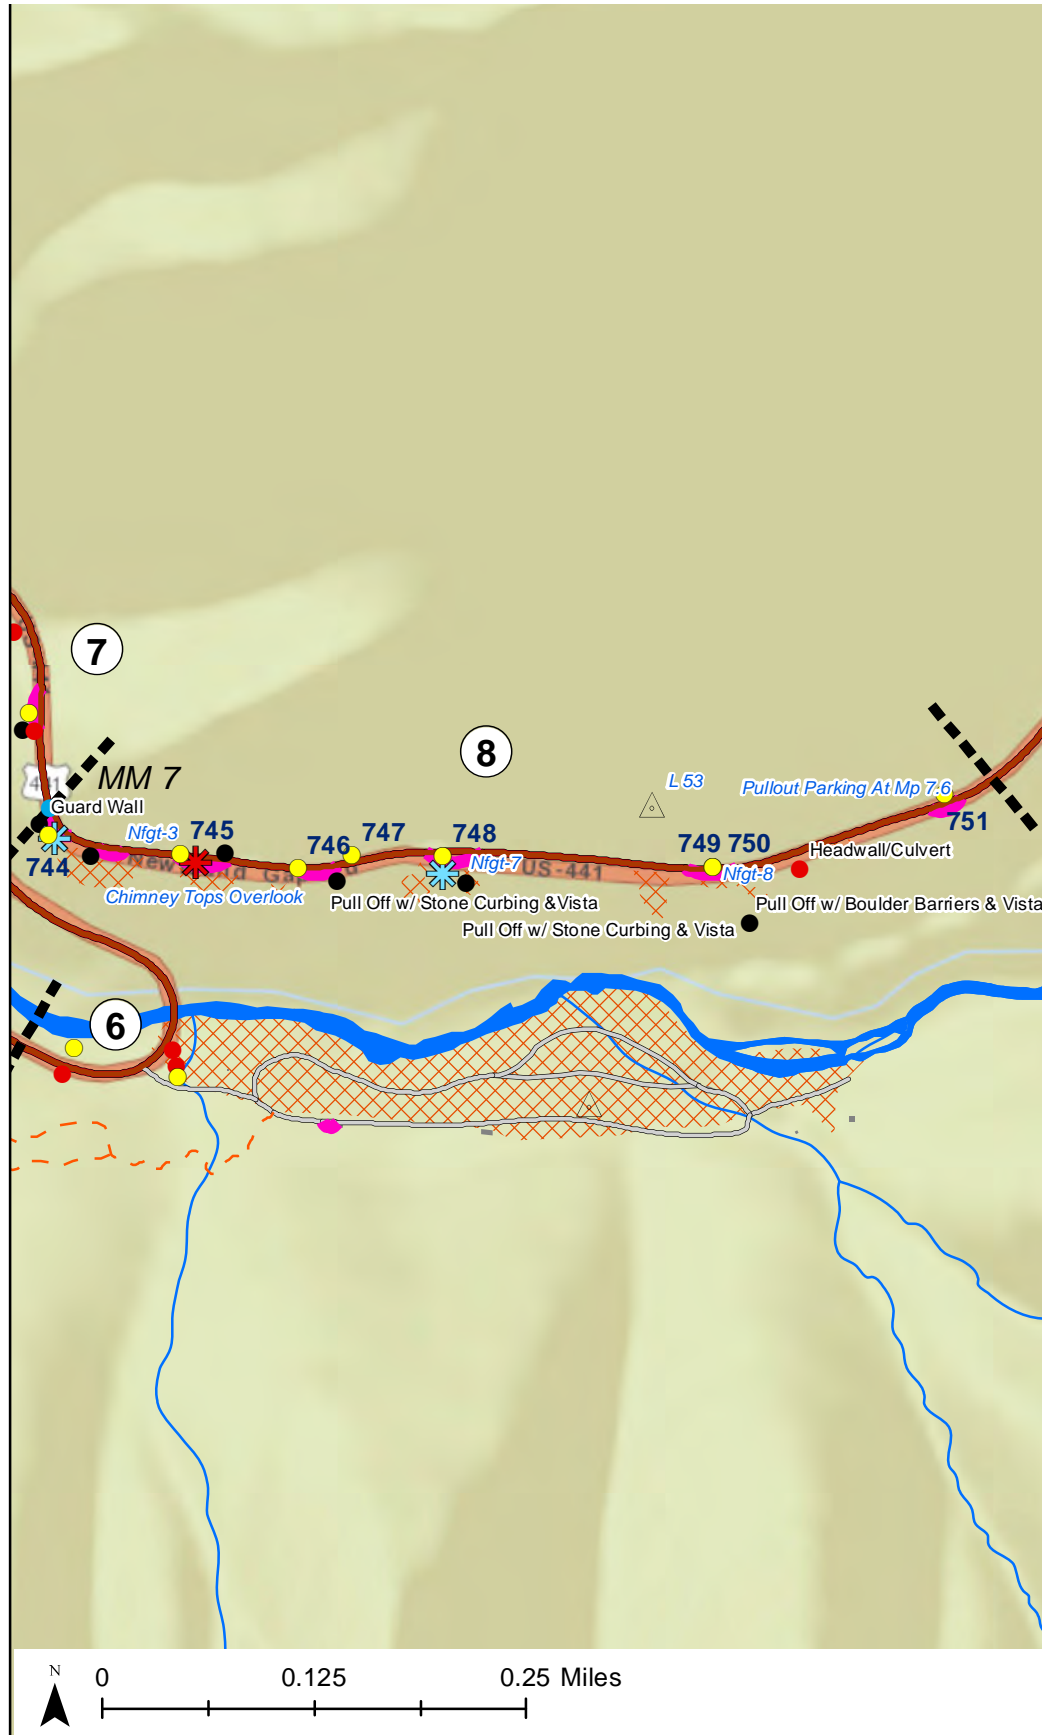 7
8
441
MM 7
L 53
Pullout Parking At Mp 7.6
Guard Wall
Nfgt-3
745
747
748
746
749 750
751
744
Nfgt-7
US-441
Nfgt-8
Headwall/Culvert
Chimney Tops Overlook
Pull Off w/ Stone Curbing &Vista
Pull Off w/ Boulder Barriers & Vista
Pull Off w/ Stone Curbing & Vista
6
N
0
0.125
0.25 Miles